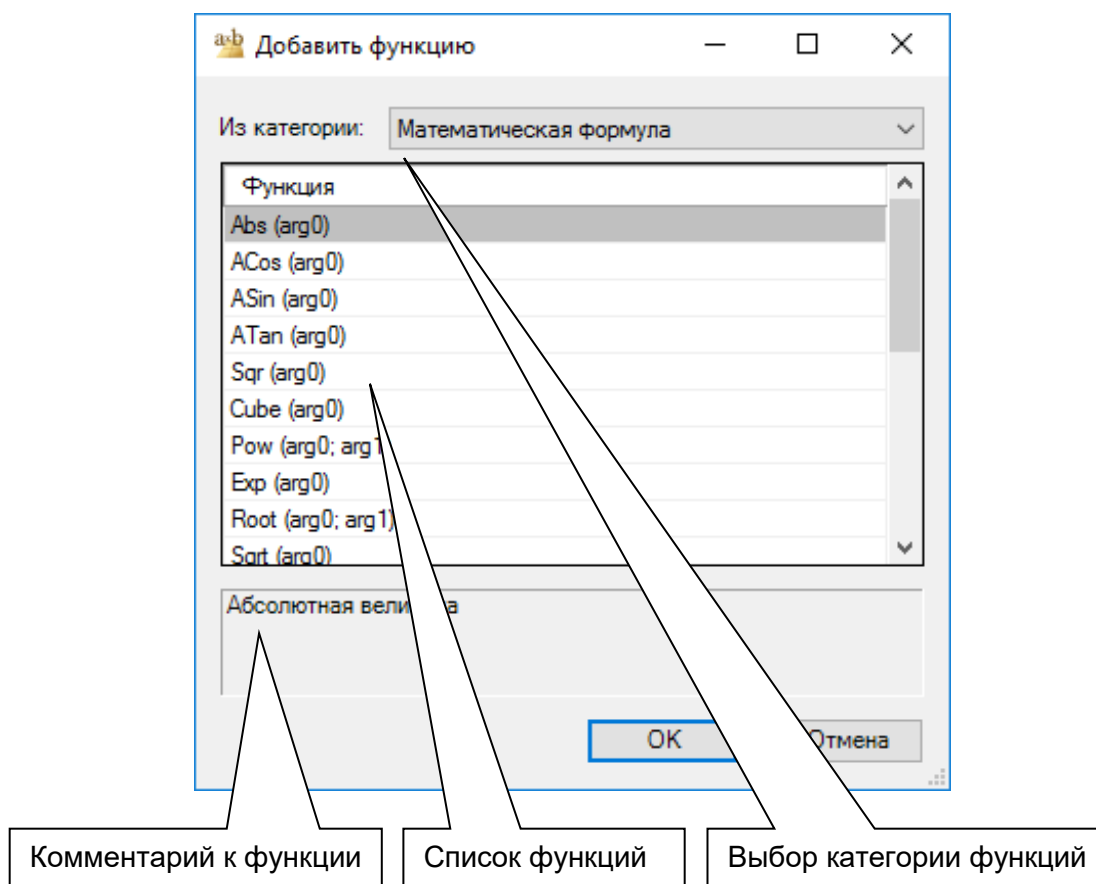 a×b Добавить функцию
Из категории: Математическая формула
Функция
Abs (arg0)
ACos (arg0)
ASin (arg0)
ATan (arg0)
Sqr (arg0)
Cube (arg0)
Pow (arg0; arg1
Exp (arg0)
Root (arg0; arg1)
Sqrt (arg0)
Абсолютная
OK Отмена
Комментарий к функции Список функций Выбор категории функций